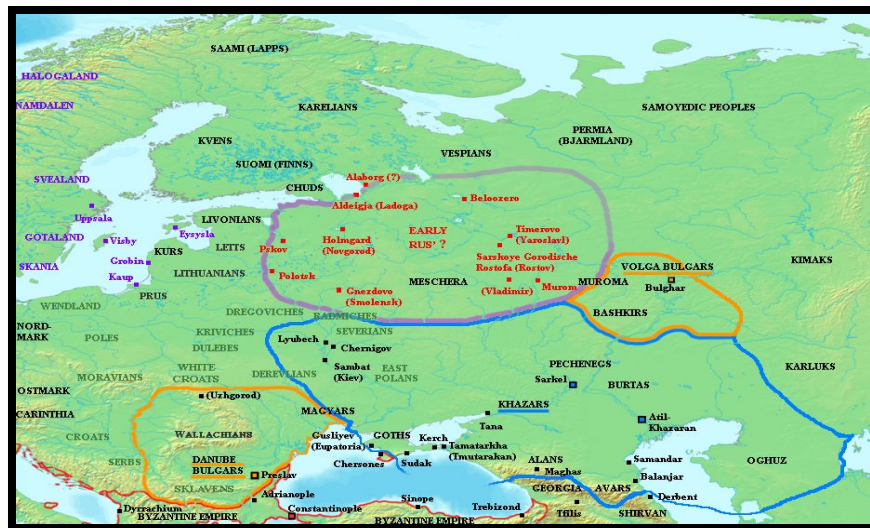 SAAMI (LAPPS)
HALOGALAND
NAMDALEN
KARELIANS
SAMOYEDIC PEOPLES
PERMIA
(BJARMLAND)
KVENS
VESPIANS
SUOMI (FINNS)
Alaborg (?)
SVEALAND
CHUDS
Beloozero
Aldeigja (Ladoga)
Uppsala
LIVONIANS
Eysysla
GOTALAND
Visby
Holmgard
(Novgorod)
EARLY
RUS' ?
Timerovo
(Yaroslavl)
KURS
LETTS
Pskov
Sarskoye Gorodische
Rostofa (Rostov)
SKANIA
Grobin
LITHUANIANS
Polotsk
VOLGA BULGARS
KIMAKS
Kaup
MESCHERA
MUROMA
Bulghar
PRUS
Gnezdovo
(Smolensk)
(Vladimir)
Murom
WENDLAND
DREGOVICHES
RADMICHES
BASHKIRS
NORD-
MARK
POLES
KRIVICHES
SEVERIANS
DULEBES
Lyubech
Chernigov
WHITE
CROATS
Sambat
(Kiev)
EAST
POLANS
PECHENEGS
KARLUKS
MORAVIANS
DEREVLIANS
Sarkel
BURTAS
OSTMARK
(Uzhgorod)
KHAZARS
CARINTHIA
MAGYARS
Tana
Atil-
Khazaran
CROATS
WALLACHIANS
Gusliyev
(Eupatoria)
GOTHS
Kerch
Tamatarkha
(Tmutarakan)
SERBS
DANUBE
BULGARS
Chersones
Sudak
ALANS
Maghas
Samandar
OGHUZ
Preslav
Balanjar
SKLAVENS
GEORGIA
AVARS
Adrianople
Sinope
Trebizond
Derbent
Dyrrachium
Constantinople
Tflis
SHIRVAN
BYZANTINE EMPIRE
BYZANTINE EMPIRE